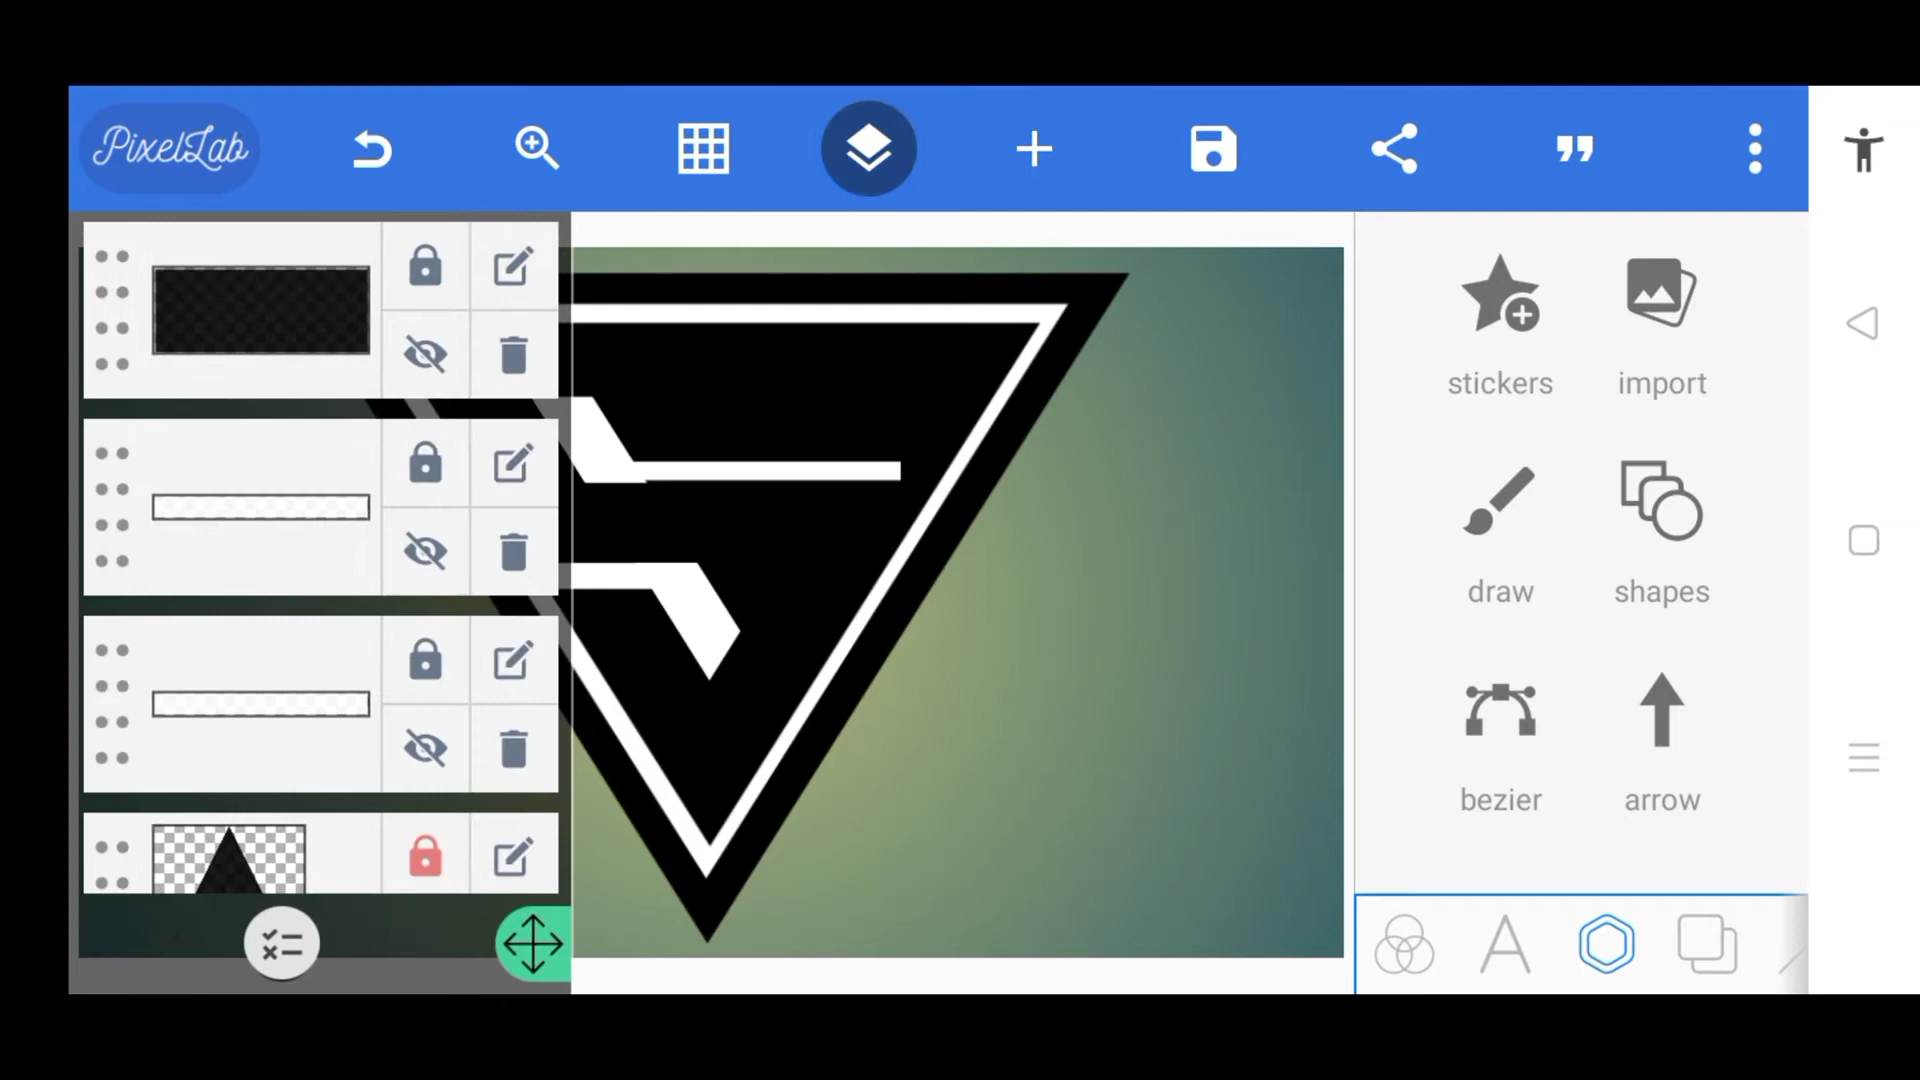 PixelLab
stickers
import
draw
shapes
bezier
arrow